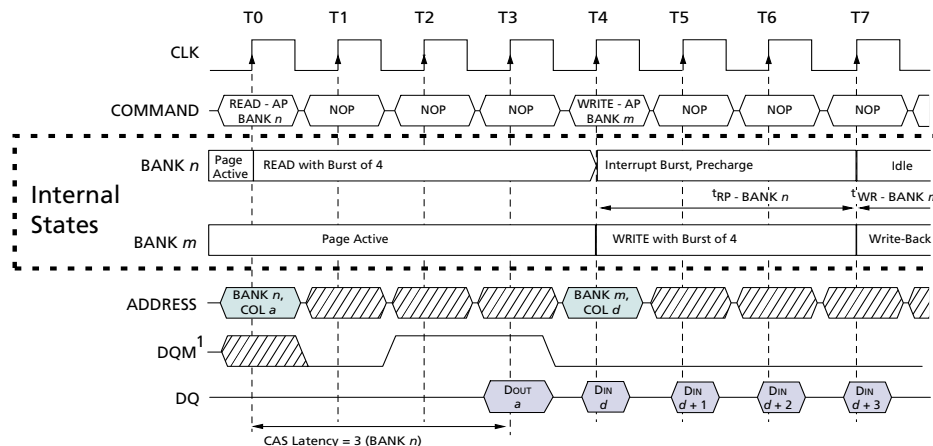 T0 T1 T2 T3 T4 T5 T6 T7
CLK
COMMAND
READ - AP
BANK n
NOP
NOP
NOP
WRITE - AP
BANK m
NOP
NOP
NOP
Internal
States
BANK n
Page
Active
READ with Burst of 4
Interrupt Burst, Precharge
Idle
tRP - BANK n
tWR - BANK
BANK m
Page Active
WRITE with Burst of 4
Write-Back
ADDRESS
BANK n,
COL a
BANK m,
COL d
DQM1
DQ
DOUT
a
DIN
d
DIN
d + 1
DIN
d + 2
DIN
d + 3
CAS Latency = 3 (BANK n)